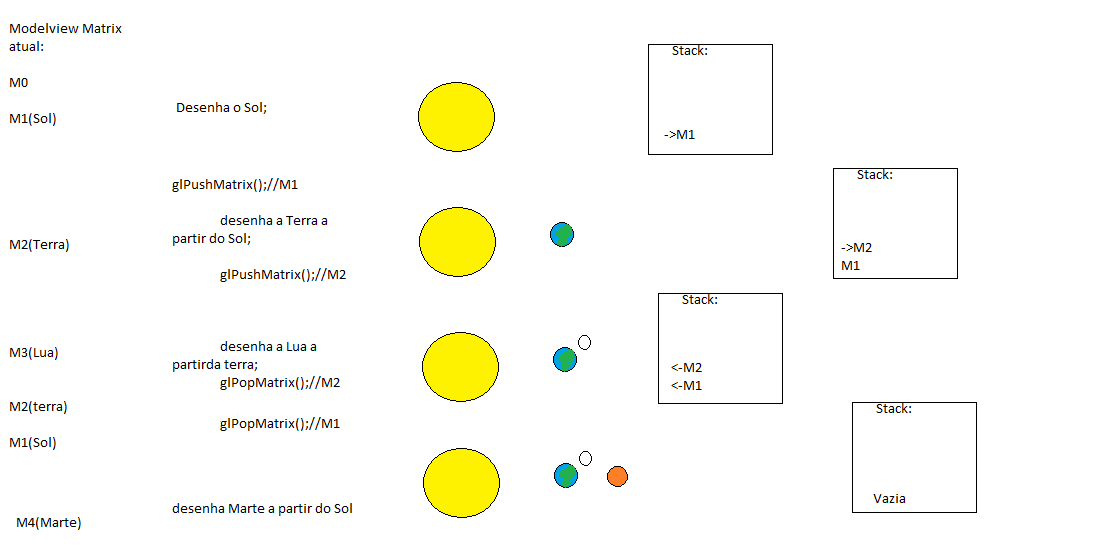 Modelview Matrix
atual:
Stack:
M0
Desenha o Sol;
M1(Sol)
->M1
Stack:
glPushMatrix();//M1
desenha a Terra a
partir do Sol;
M2(Terra)
->M2
M1
glPushMatrix();//M2
Stack:
desenha a Lua a
M3(Lua)
partirda terra;
<-M2
glPopMatrix();//M2
<-M1
M2(terra)
Stack:
glPopMatrix();//M1
M1(Sol)
Vazia
desenha Marte a partir do Sol
M4(Marte)